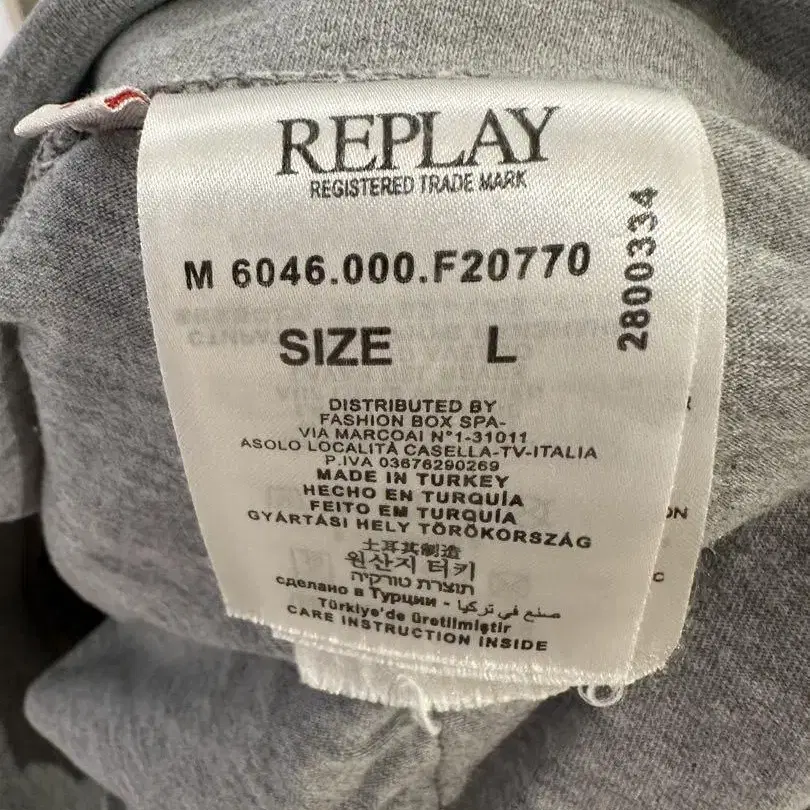 REPLAY
REGISTERED TRADE MARK
M 6046.000.F20770
2800334
SIZE L
DISTRIBUTED BY
FASHION BOX SPA-
VIA MARCOAI N°1-31011
ASOLO LOCALITÀ CASELLA-TV-ITALIA
P.IVA 03676290269
MADE IN TURKEY
HECHO EN TURQUÍA
FEITO EM TURQUÍA
GYÁRTÁSI HELY TÖRÖKORSZÁG
土耳其制造
원산지 터키
תוצרת טורקיה
сделано в Турции - صنع في تركيا
Türkiye'de üretilmiştir
CARE INSTRUCTION INSIDE